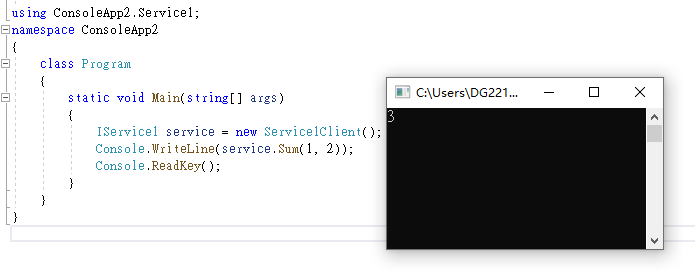 using ConsoleApp2.Service1;
namespace ConsoleApp2
{
class Program
{
static void Main(string[] args)
{
IService1 service = new Service1Client();
Console.WriteLine(service.Sum(1, 2));
Console.ReadKey();
}
}
}
C:\Users\DG221...
3